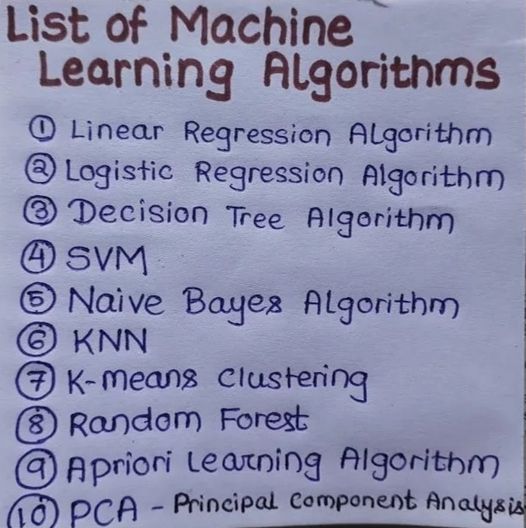 List of Machine
Learning Algorithms
① Linear Regression Algorithm
② Logistic Regression Algorithm
③ Decision Tree Algorithm
④ SVM
⑤ Naive Bayes Algorithm
⑥ KNN
⑦ K-means Clustering
⑧ Random Forest
⑨ Apriori Learning Algorithm
⑩ PCA - Principal Component Analysis